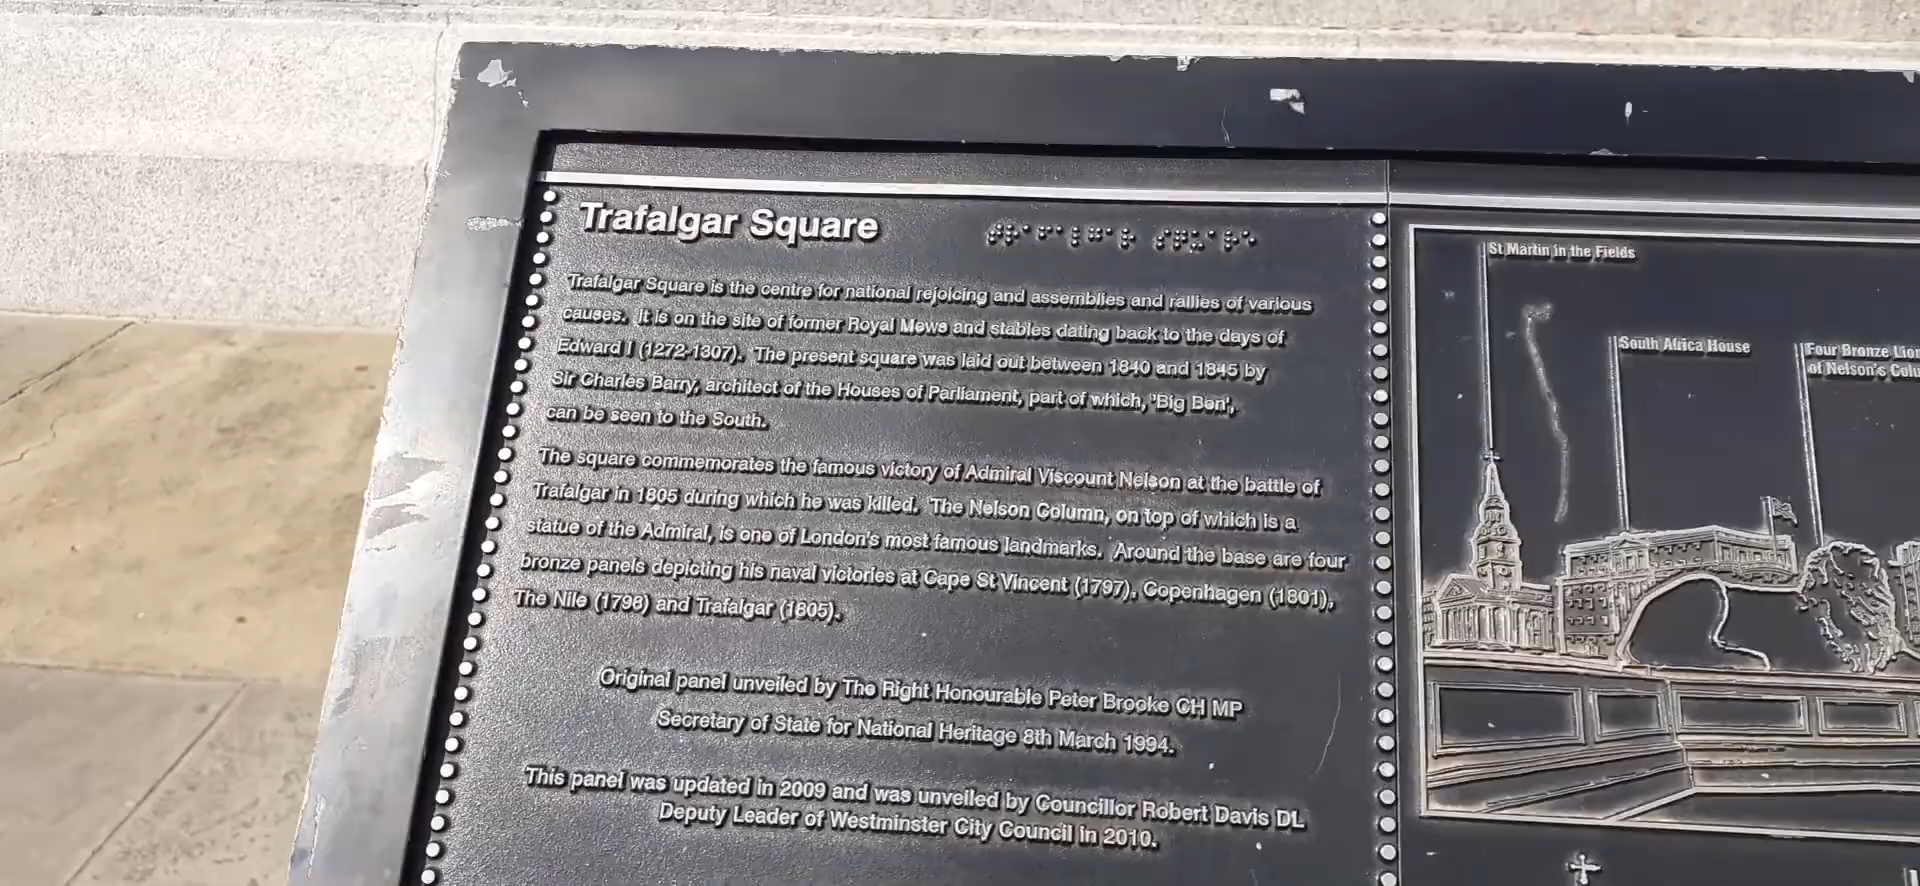 Trafalgar Square
Trafalgar Square is the centre for national rejoicing and assemblies and rallies of various
causes. It is on the site of former Royal Mews and stables dating back to the days of
Edward I (1272-1307). The present square was laid out between 1840 and 1845 by
Sir Charles Barry, architect of the Houses of Parliament, part of which, 'Big Ben',
can be seen to the South.
The square commemorates the famous victory of Admiral Viscount Nelson at the battle of
Trafalgar in 1805 during which he was killed. The Nelson Column, on top of which is a
statue of the Admiral, is one of London's most famous landmarks. Around the base are four
bronze panels depicting his naval victories at Cape St Vincent (1797), Copenhagen (1801),
The Nile (1798) and Trafalgar (1805).
Original panel unveiled by The Right Honourable Peter Brooke CH MP
Secretary of State for National Heritage 8th March 1994.
This panel was updated in 2009 and was unveiled by Councillor Robert Davis DL
Deputy Leader of Westminster City Council in 2010.
St Martin in the Fields
South Africa House
Four Bronze
of Nelson's